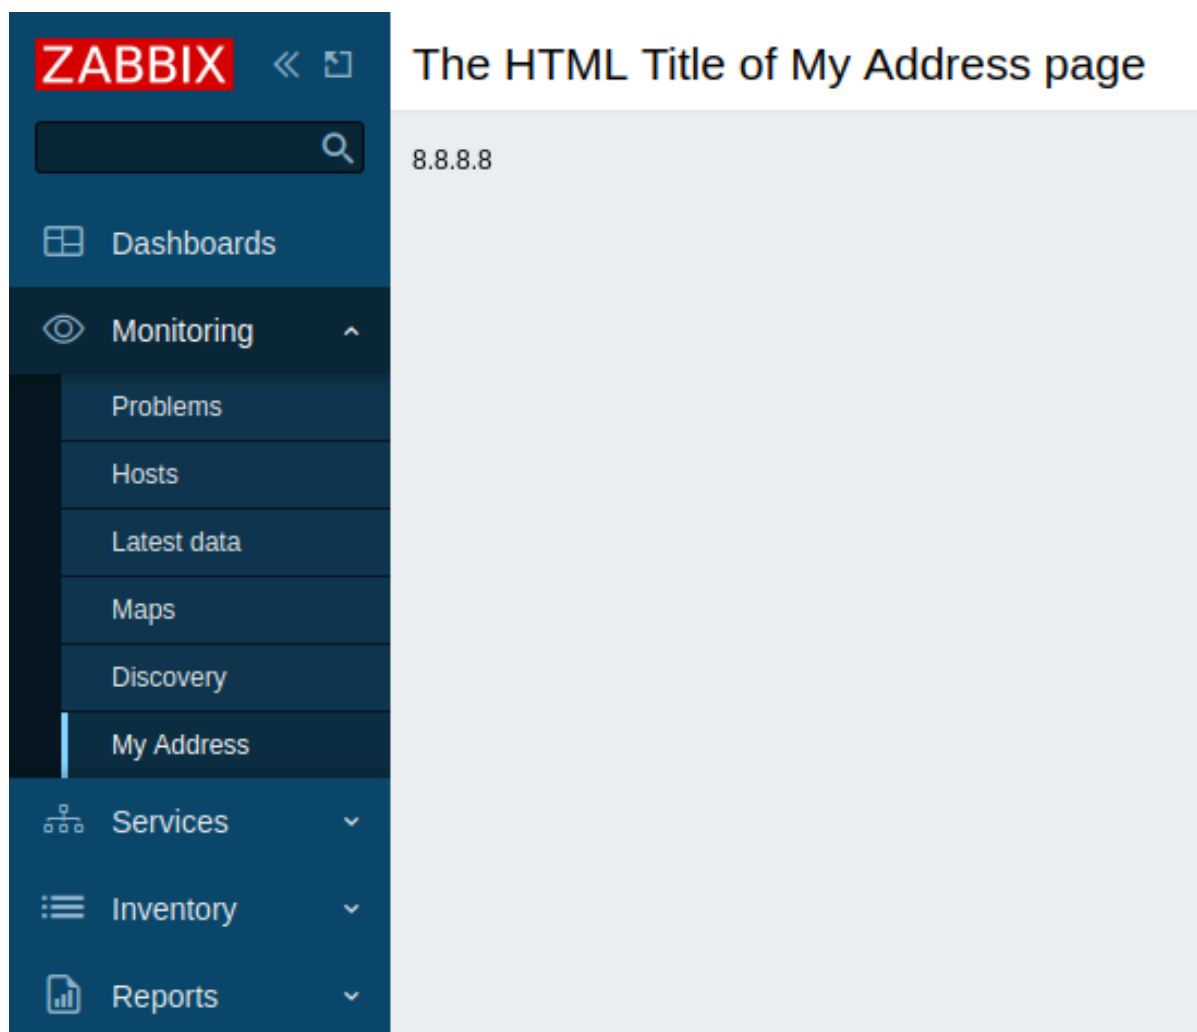 ZABBIX
The HTML Title of My Address page
8.8.8.8
Dashboards
Monitoring
Problems
Hosts
Latest data
Maps
Discovery
My Address
Services
Inventory
Reports